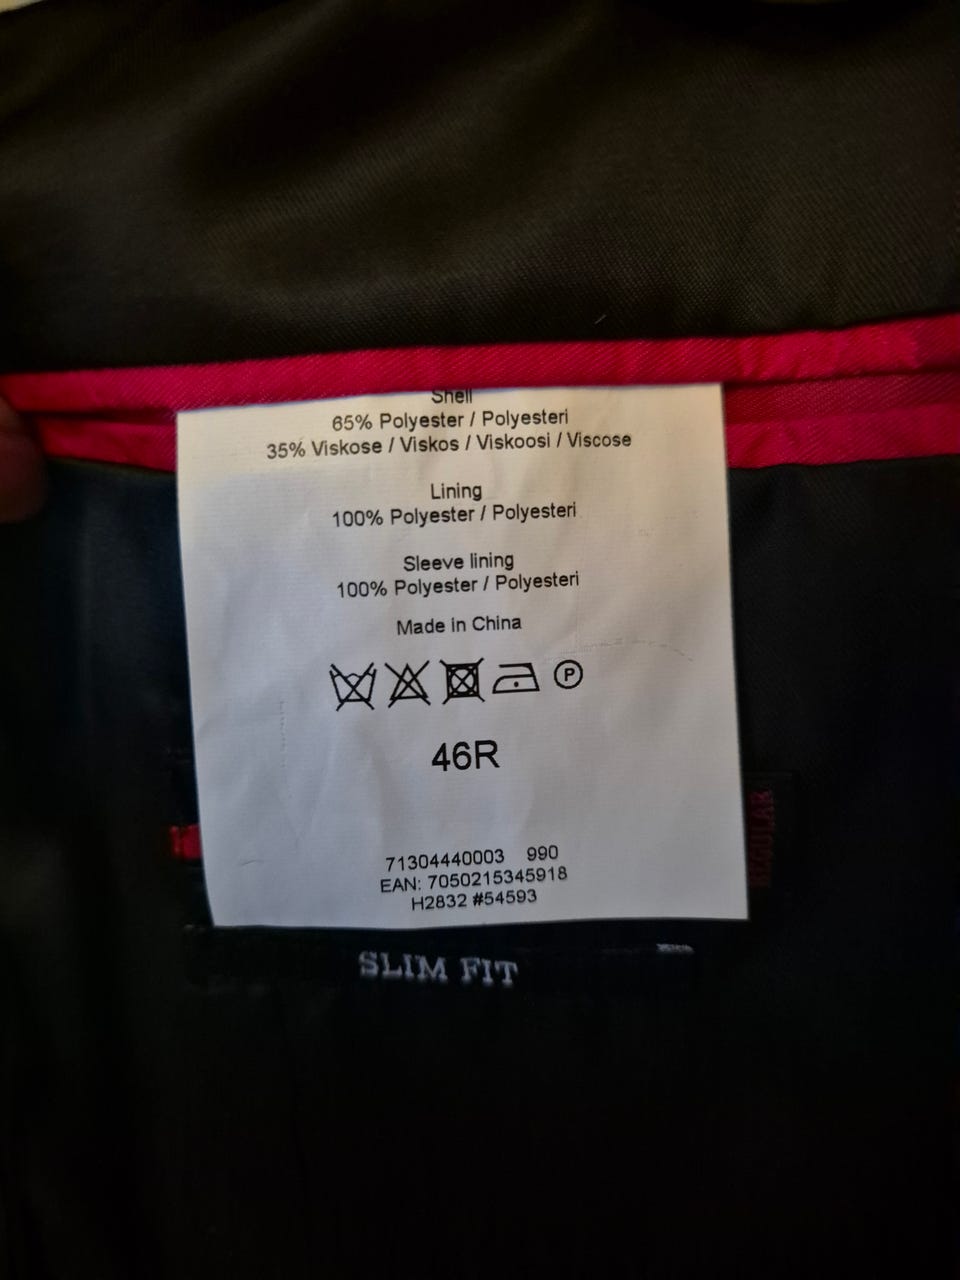 Shell
65% Polyester / Polyesteri
35% Viskose / Viskos / Viskoosi / Viscose
Lining
100% Polyester / Polyesteri
Sleeve lining
100% Polyester / Polyesteri
Made in China
P
46R
71304440003 990
EAN: 7050215345918
H2832 #54593
REGULAR
SLIM FIT